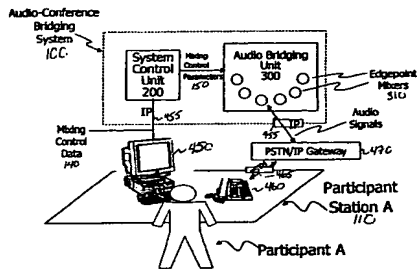 Audio-Conference
Bridging
System
100
System
Control
Unit
200
Mixing
Control
Parameters
150
Audio Bridging
Unit
300
Edgepoint
Mixers
310
IP
455
IP
455
Audio
Signals
Mixing
Control
Data
140
450
PSTN/IP Gateway
470
465
460
Participant
Station A
110
Participant A